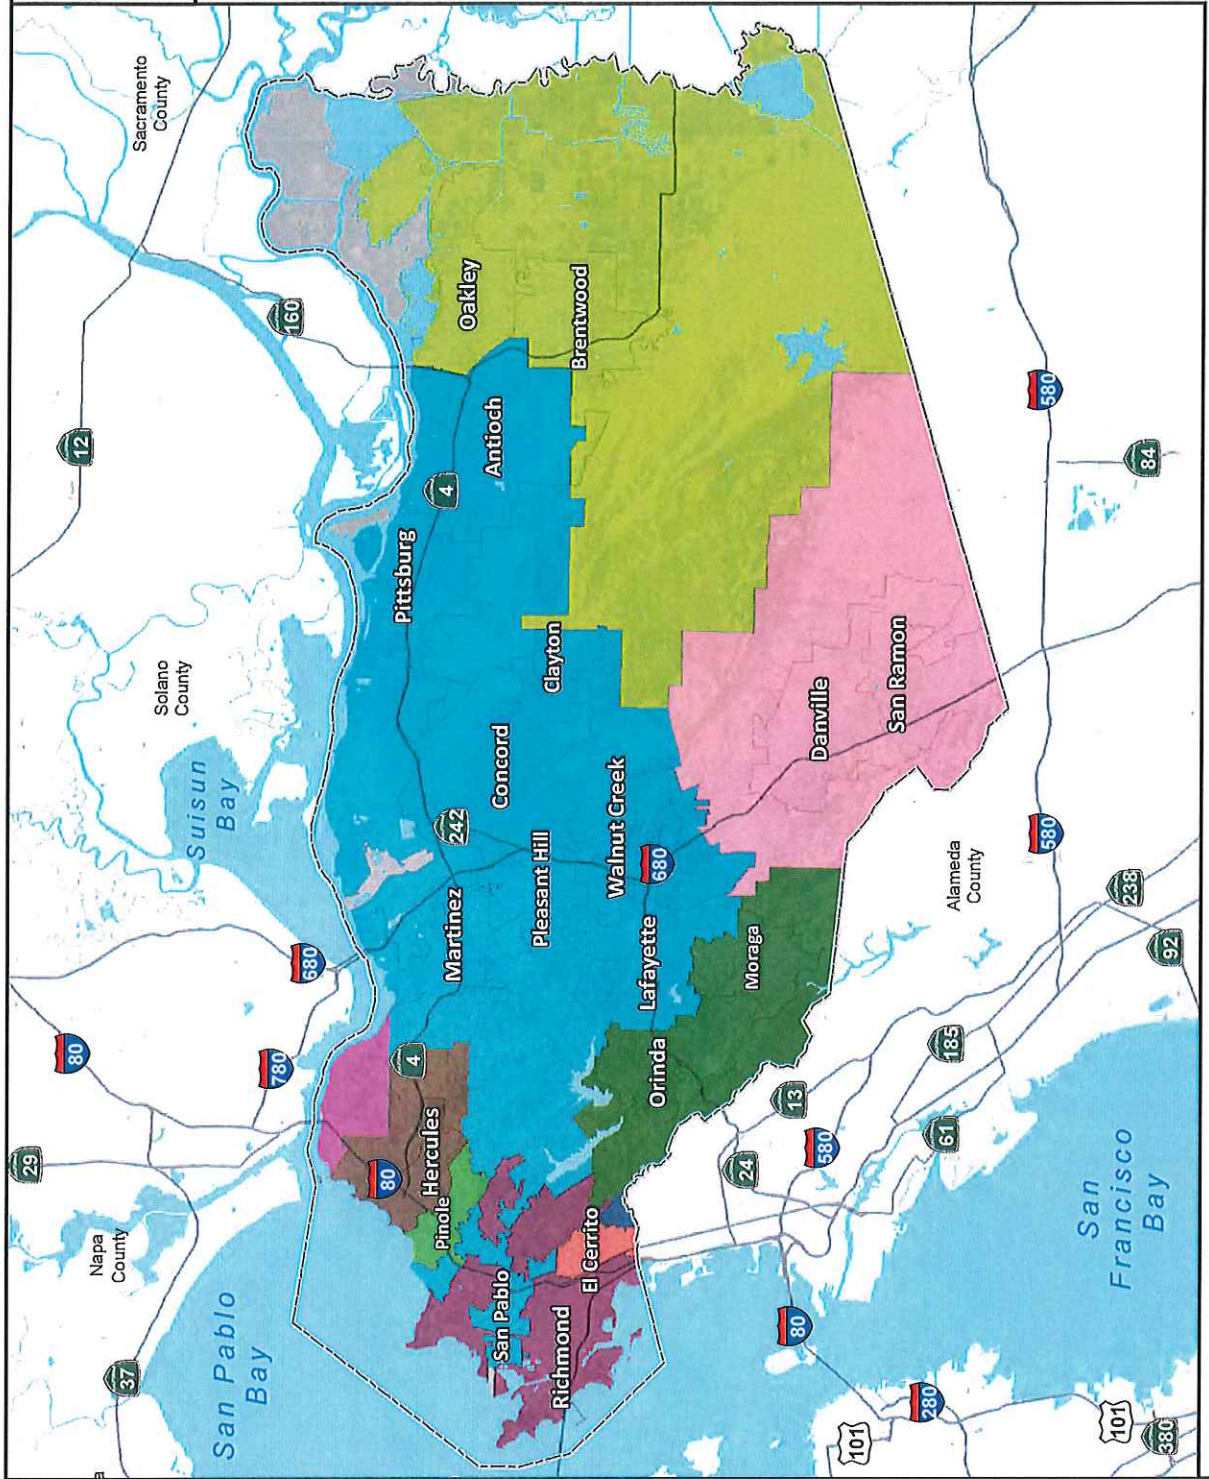 Sacramento
County
160
12
Solano
County
Suisun
Bay
680
80
780
29
Napa
County
37
San Pablo
Bay
Oakley
Brentwood
Antioch
4
Pittsburg
Clayton
Concord
242
Pleasant Hill
Walnut Creek
680
Martinez
Lafayette
Moraga
Orinda
4
Hercules
80
Pinole
El Cerrito
San Pablo
Richmond
Danville
San Ramon
580
84
580
Alameda
County
238
92
185
13
61
580
24
San
Francisco
Bay
80
280
101
101
380
a